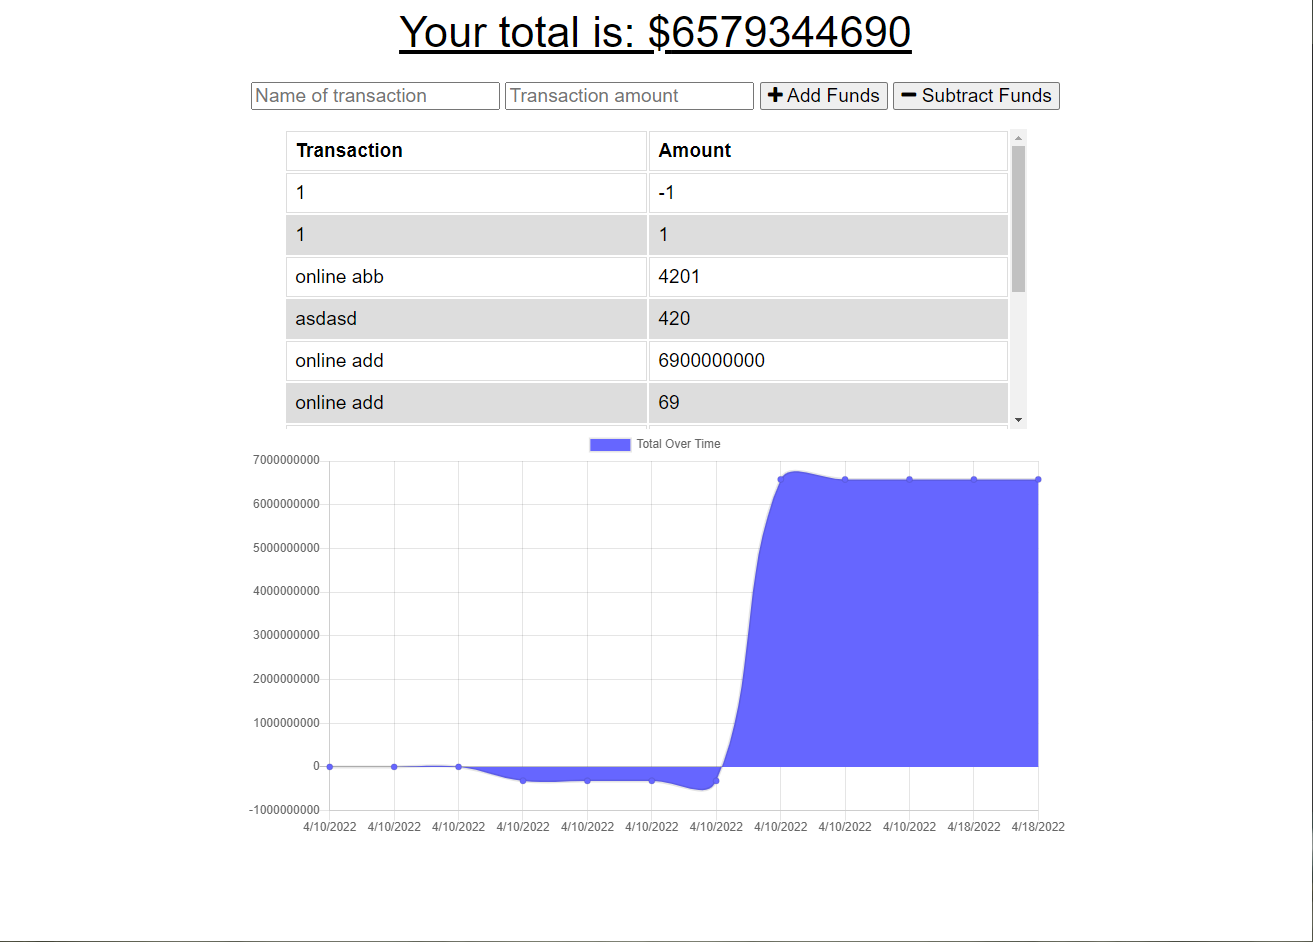 Your total is: $6579344690
Name of transaction Transaction amount Add Funds Subtract Funds
Transaction Amount
1 -1
1 1
online abb 4201
asdasd 420
online add 6900000000
online add 69
Total Over Time
7000000000
6000000000
5000000000
4000000000
3000000000
2000000000
1000000000
0
-1000000000
4/10/2022 4/10/2022 4/10/2022 4/10/2022 4/10/2022 4/10/2022 4/10/2022 4/10/2022 4/10/2022 4/10/2022 4/18/2022 4/18/2022